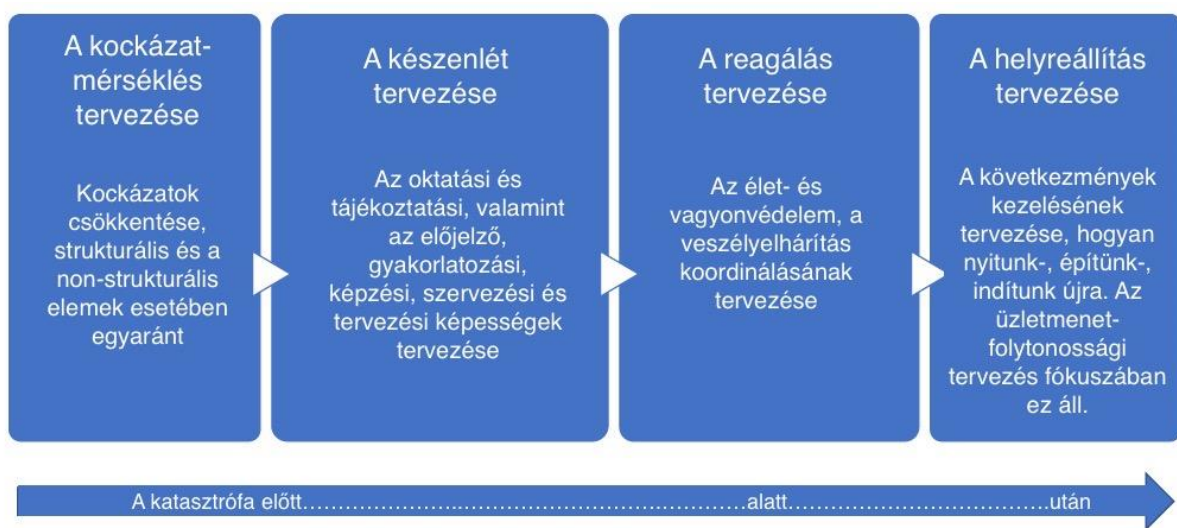 A kockázat-
mérséklés
tervezése
Kockázatok
csökkentése,
strukturális és a
non-strukturális
elemek esetében
egyaránt
A készenlét
tervezése
Az oktatási és
tájékoztatási, valamint
az előjelző,
gyakorlatozási,
képzési, szervezési és
tervezési képességek
tervezése
A reagálás
tervezése
Az élet- és
vagyonvédelem, a
veszélyelhárítás
koordinálásának
tervezése
A helyreállítás
tervezése
A következmények
kezelésének
tervezése, hogyan
nyitunk-, építünk-,
indítunk újra. Az
üzletmenet-
folytonossági
tervezés fókuszában
ez áll.
A katasztrófa előtt……………………..……………………….…………alatt……………………………….után